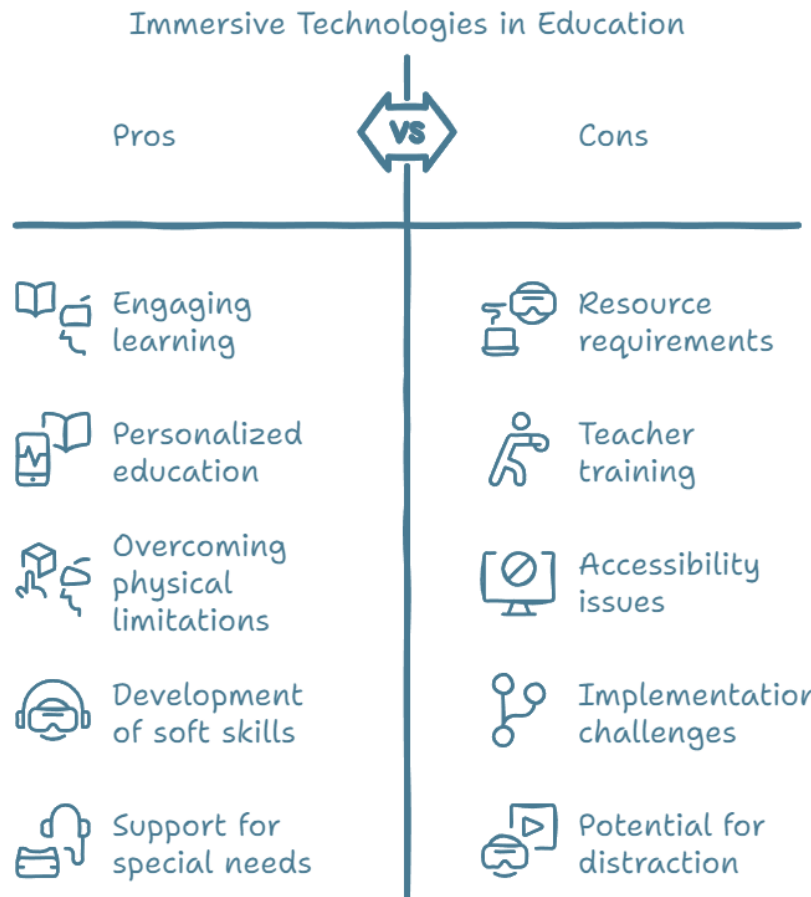 Immersive Technologies in Education
Pros
VS
Cons
Engaging
learning
Personalized
education
Overcoming
physical
limitations
Development
of soft skills
Support for
special needs
Resource
requirements
Teacher
training
Accessibility
issues
Implementation
challenges
Potential for
distraction